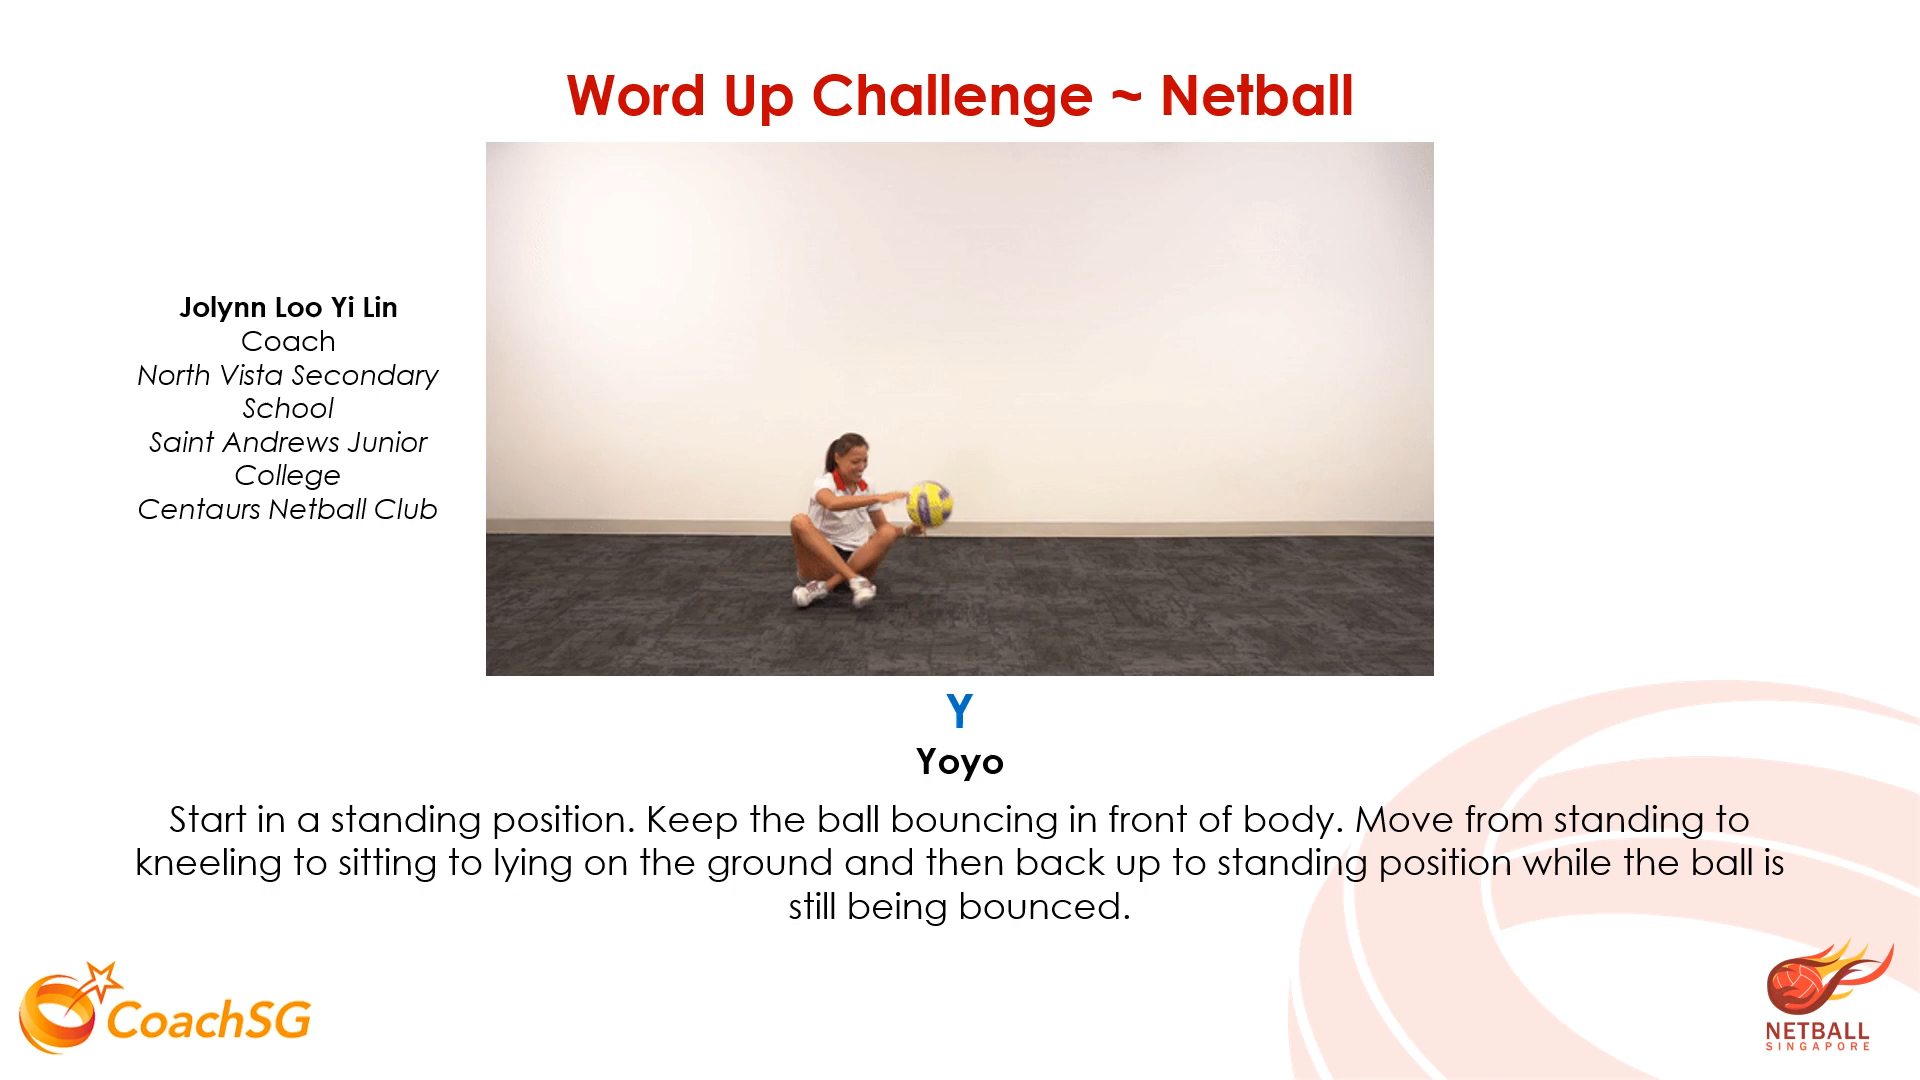 Word Up Challenge ~ Netball
Jolynn Loo Yi Lin
Coach
North Vista Secondary
School
Saint Andrews Junior
College
Centaurs Netball Club
Y
Yoyo
Start in a standing position. Keep the ball bouncing in front of body. Move from standing to
kneeling to sitting to lying on the ground and then back up to standing position while the ball is
still being bounced.
CoachSG
NETBALL
SINGAPORE